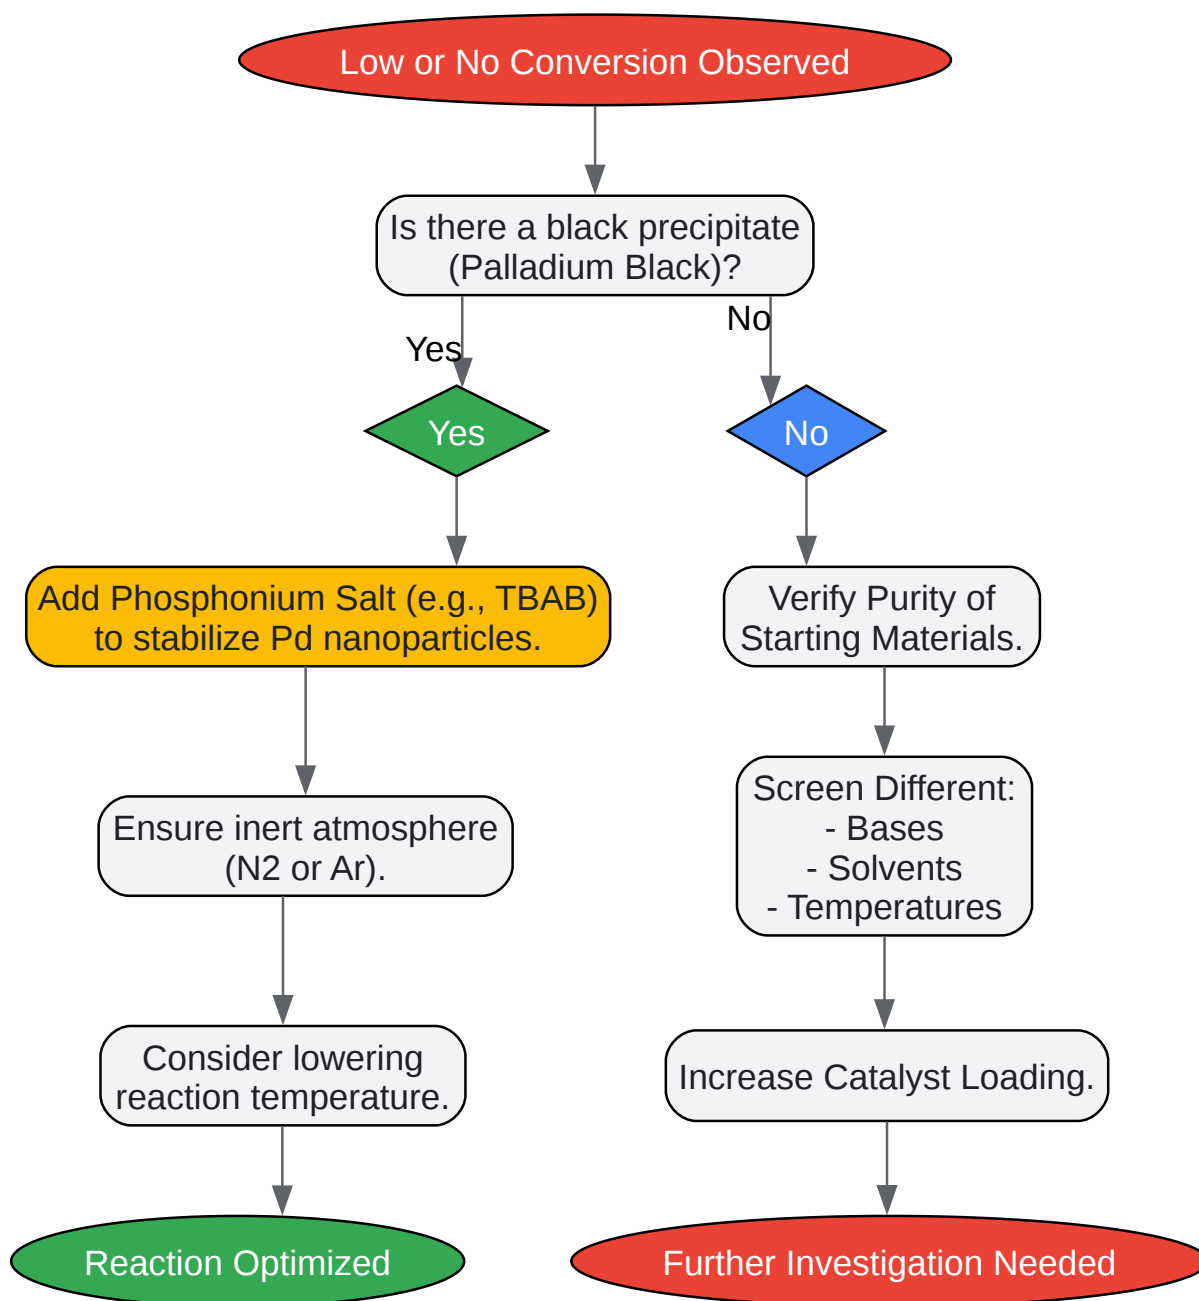 Low or No Conversion Observed
Is there a black precipitate
(Palladium Black)?
Yes
No
Yes
No
Add Phosphonium Salt (e.g., TBAB)
to stabilize Pd nanoparticles.
Verify Purity of
Starting Materials.
Ensure inert atmosphere
(N2 or Ar).
Screen Different:
- Bases
- Solvents
- Temperatures
Consider lowering
reaction temperature.
Increase Catalyst Loading.
Reaction Optimized
Further Investigation Needed